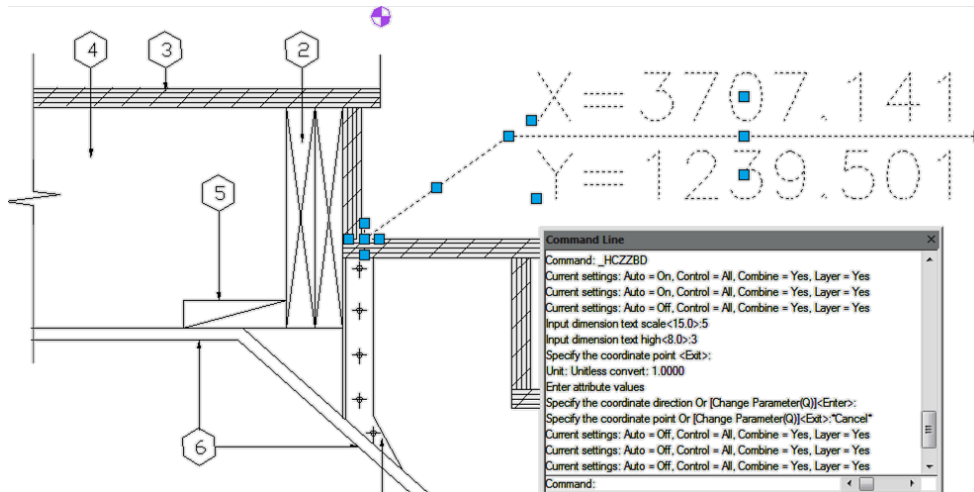 4
3
2
X=3707.141
Y=1239.501
5
6
Command Line
Command: _HCZZBD
Current settings: Auto = On, Control = All, Combine = Yes, Layer = Yes
Current settings: Auto = On, Control = All, Combine = Yes, Layer = Yes
Current settings: Auto = Off, Control = All, Combine = Yes, Layer = Yes
Input dimension text scale<15.0>:5
Input dimension text high<8.0>:3
Specify the coordinate point <Exit>:
Unit: Unitless convert: 1.0000
Enter attribute values
Specify the coordinate direction Or [Change Parameter(Q)]<Enter>:
Specify the coordinate point Or [Change Parameter(Q)]<Exit>:*Cancel*
Current settings: Auto = Off, Control = All, Combine = Yes, Layer = Yes
Current settings: Auto = Off, Control = All, Combine = Yes, Layer = Yes
Current settings: Auto = Off, Control = All, Combine = Yes, Layer = Yes
Command: